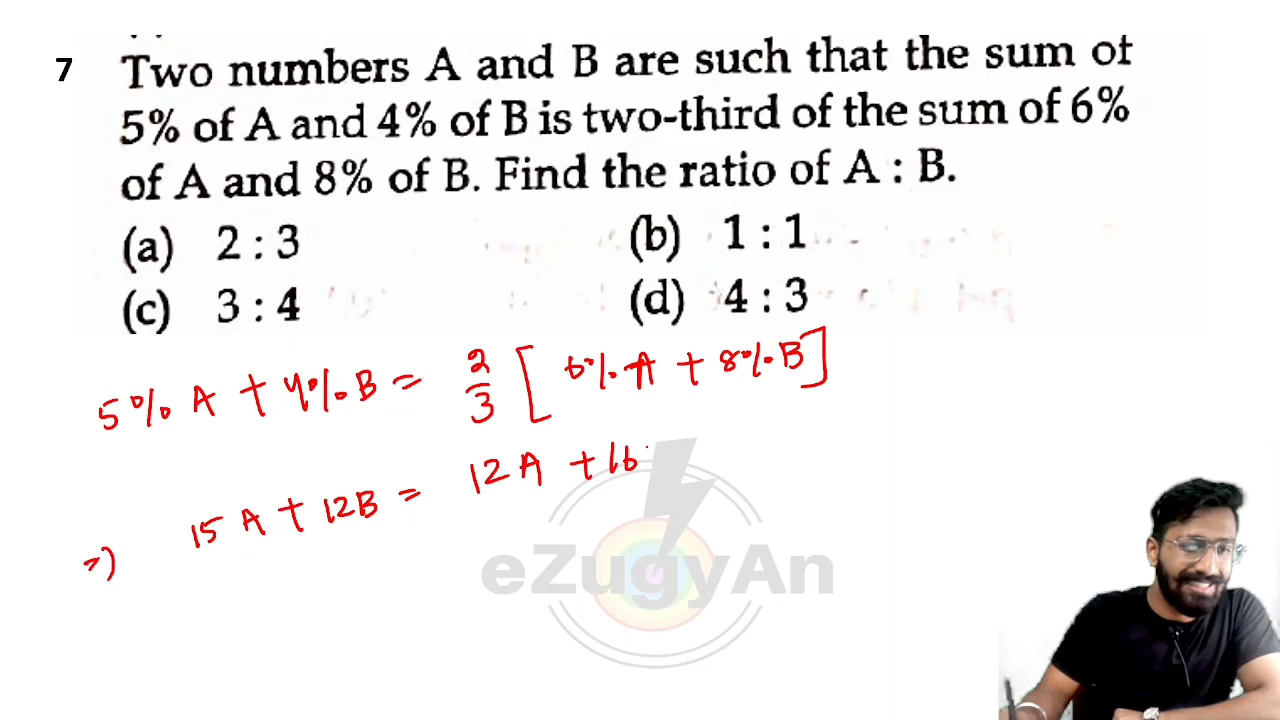 7 Two numbers A and B are such that the sum of
5% of A and 4% of B is two-third of the sum of 6%
of A and 8% of B. Find the ratio of A : B.
(a) 2 : 3 (b) 1 : 1
(c) 3 : 4 (d) 4 : 3
5% A + 4% B = 2/3 [ 6% A + 8% B ]
=> 15 A + 12B = 12A + 16
eZugyAn